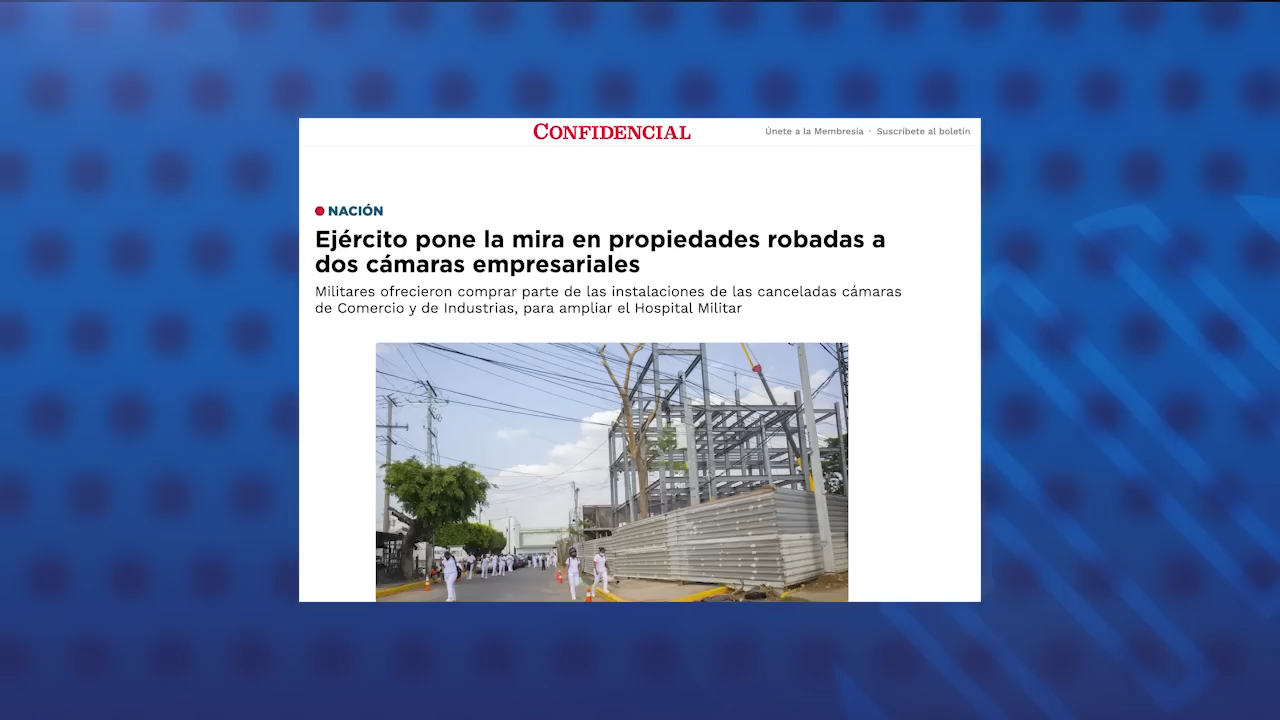 CONFIDENCIAL
Únete a la Membresía · Suscríbete al boletín
NACIÓN
Ejército pone la mira en propiedades robadas a
dos cámaras empresariales
Militares ofrecieron comprar parte de las instalaciones de las canceladas cámaras
de Comercio y de Industrias, para ampliar el Hospital Militar